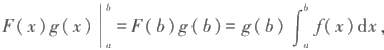 F(x)g(x)|_a^b = F(b)g(b) = g(b) ∫_a^b f(x)dx,